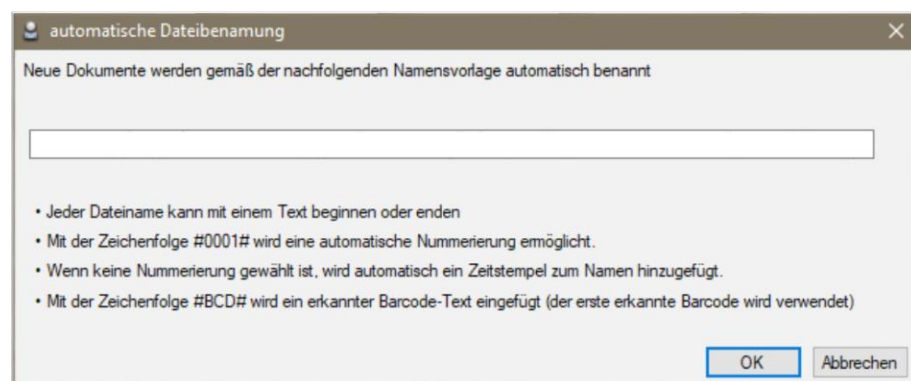 automatische Dateibenamung
Neue Dokumente werden gemäß der nachfolgenden Namensvorlage automatisch benannt
• Jeder Dateiname kann mit einem Text beginnen oder enden
• Mit der Zeichenfolge #0001# wird eine automatische Nummerierung ermöglicht.
• Wenn keine Nummerierung gewählt ist, wird automatisch ein Zeitstempel zum Namen hinzugefügt.
• Mit der Zeichenfolge #BCD# wird ein erkannter Barcode-Text eingefügt (der erste erkannte Barcode wird verwendet)
OK Abbrechen